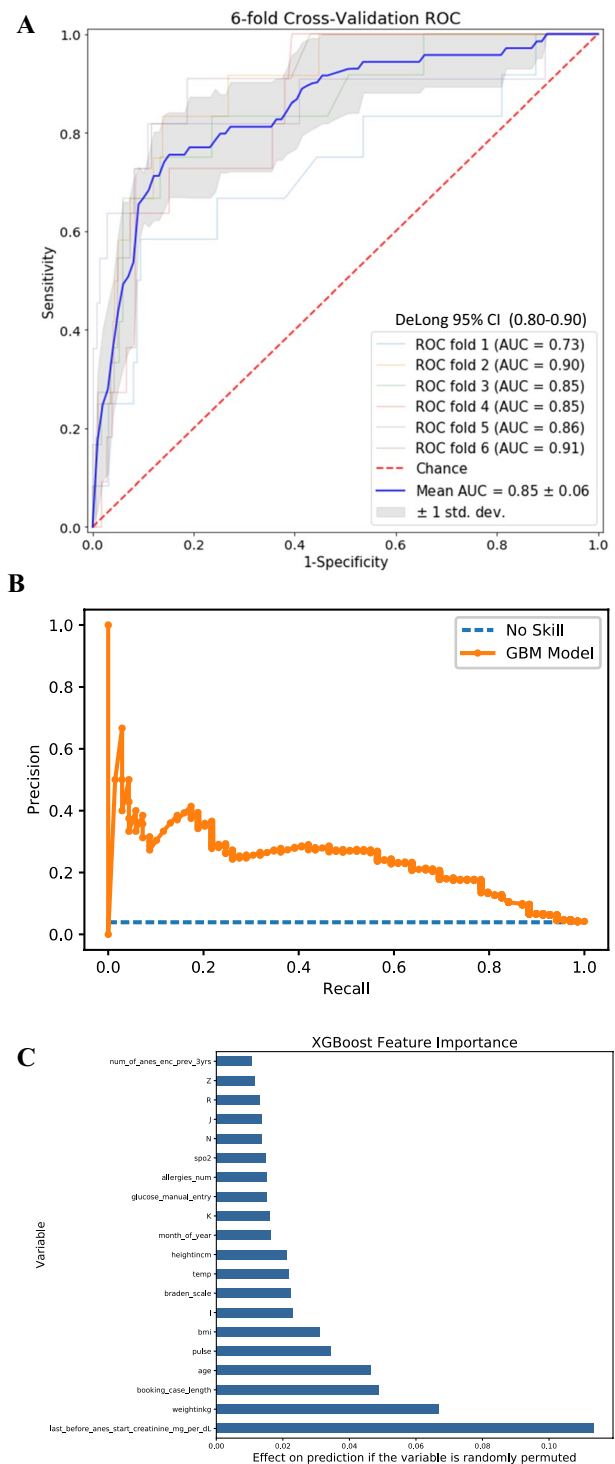 A
6-fold Cross-Validation ROC
1.0
0.8
0.6
0.4
0.2
0.0
Sensitivity
DeLong 95% CI (0.80-0.90)
ROC fold 1 (AUC = 0.73)
ROC fold 2 (AUC = 0.90)
ROC fold 3 (AUC = 0.85)
ROC fold 4 (AUC = 0.85)
ROC fold 5 (AUC = 0.86)
ROC fold 6 (AUC = 0.91)
Chance
Mean AUC = 0.85 ± 0.06
± 1 std. dev.
0.0 0.2 0.4 0.6 0.8 1.0
1-Specificity
B
1.0
0.8
0.6
0.4
0.2
0.0
Precision
No Skill
GBM Model
0.0 0.2 0.4 0.6 0.8 1.0
Recall
C
XGBoost Feature Importance
Variable
num_of_anes_enc_prev_3yrs
Z
R
J
N
spo2
allergies_num
glucose_manual_entry
K
month_of_year
heightincm
temp
braden_scale
I
bmi
pulse
age
booking_case_length
weightinkg
last_before_anes_start_creatinine_mg_per_dL
0.00 0.02 0.04 0.06 0.08 0.10
Effect on prediction if the variable is randomly permuted